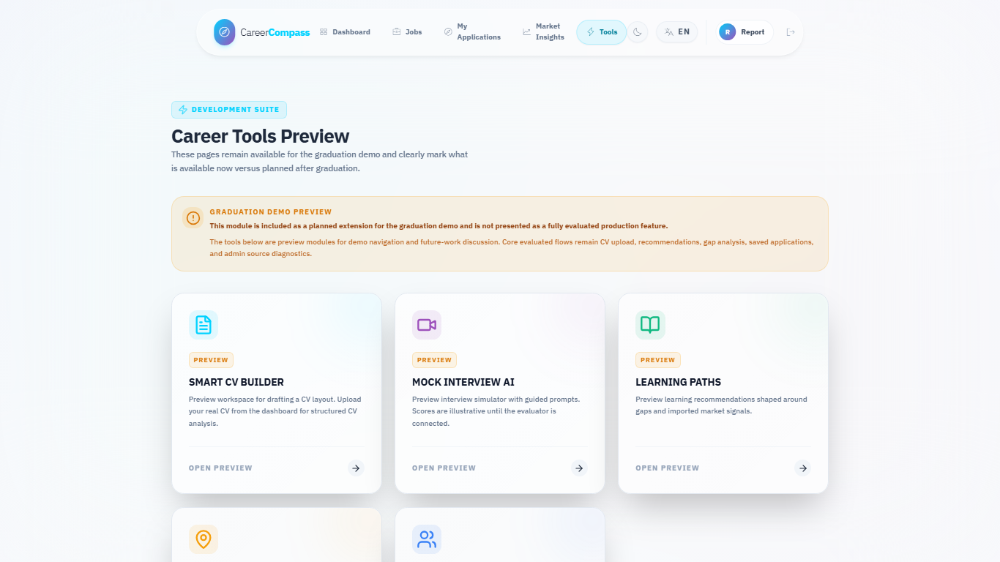 CareerCompass
Dashboard
Jobs
My
Applications
Market
Insights
Tools
EN
R
Report
DEVELOPMENT SUITE
Career Tools Preview
These pages remain available for the graduation demo and clearly mark what
is available now versus planned after graduation.
GRADUATION DEMO PREVIEW
This module is included as a planned extension for the graduation demo and is not presented as a fully evaluated production feature.
The tools below are preview modules for demo navigation and future-work discussion. Core evaluated flows remain CV upload, recommendations, gap analysis, saved applications,
and admin source diagnostics.
PREVIEW
SMART CV BUILDER
Preview workspace for drafting a CV layout. Upload
your real CV from the dashboard for structured CV
analysis.
OPEN PREVIEW
PREVIEW
MOCK INTERVIEW AI
Preview interview simulator with guided prompts.
Scores are illustrative until the evaluator is
connected.
OPEN PREVIEW
PREVIEW
LEARNING PATHS
Preview learning recommendations shaped around
gaps and imported market signals.
OPEN PREVIEW